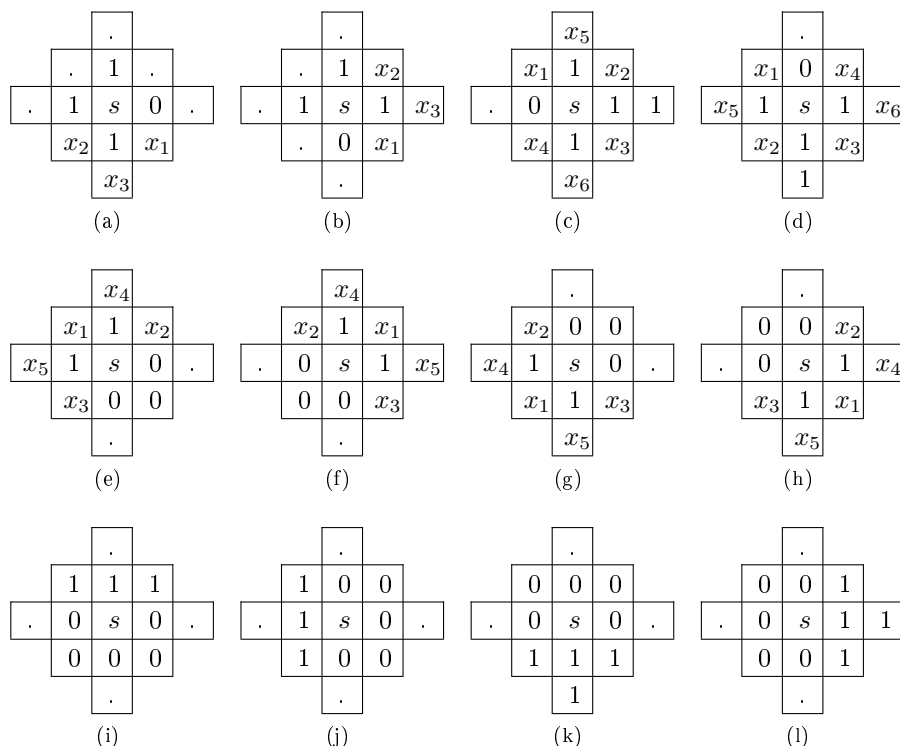 . . . x₅ .
. 1 . . 1 x₂ x₁ 1 x₂ x₁ 0 x₄
. 1 s 0 . . 1 s 1 x₃ . 0 s 1 1 x₅ 1 s 1 x₆
x₂ 1 x₁ . 0 x₁ x₄ 1 x₃ x₂ 1 x₃
x₃ . x₆ 1
(a) (b) (c) (d)
x₄ x₄ . .
x₁ 1 x₂ x₂ 1 x₁ x₂ 0 0 0 0 x₂
x₅ 1 s 0 . . 0 s 1 x₅ x₄ 1 s 0 . . 0 s 1 x₄
x₃ 0 0 0 0 x₃ x₁ 1 x₃ x₃ 1 x₁
. . x₅ x₅
(e) (f) (g) (h)
. . . .
1 1 1 1 0 0 0 0 0 0 0 1
. 0 s 0 . . 1 s 0 . . 0 s 0 . . 0 s 1 1
0 0 0 1 0 0 1 1 1 0 0 1
. . 1 .
(i) (j) (k) (l)